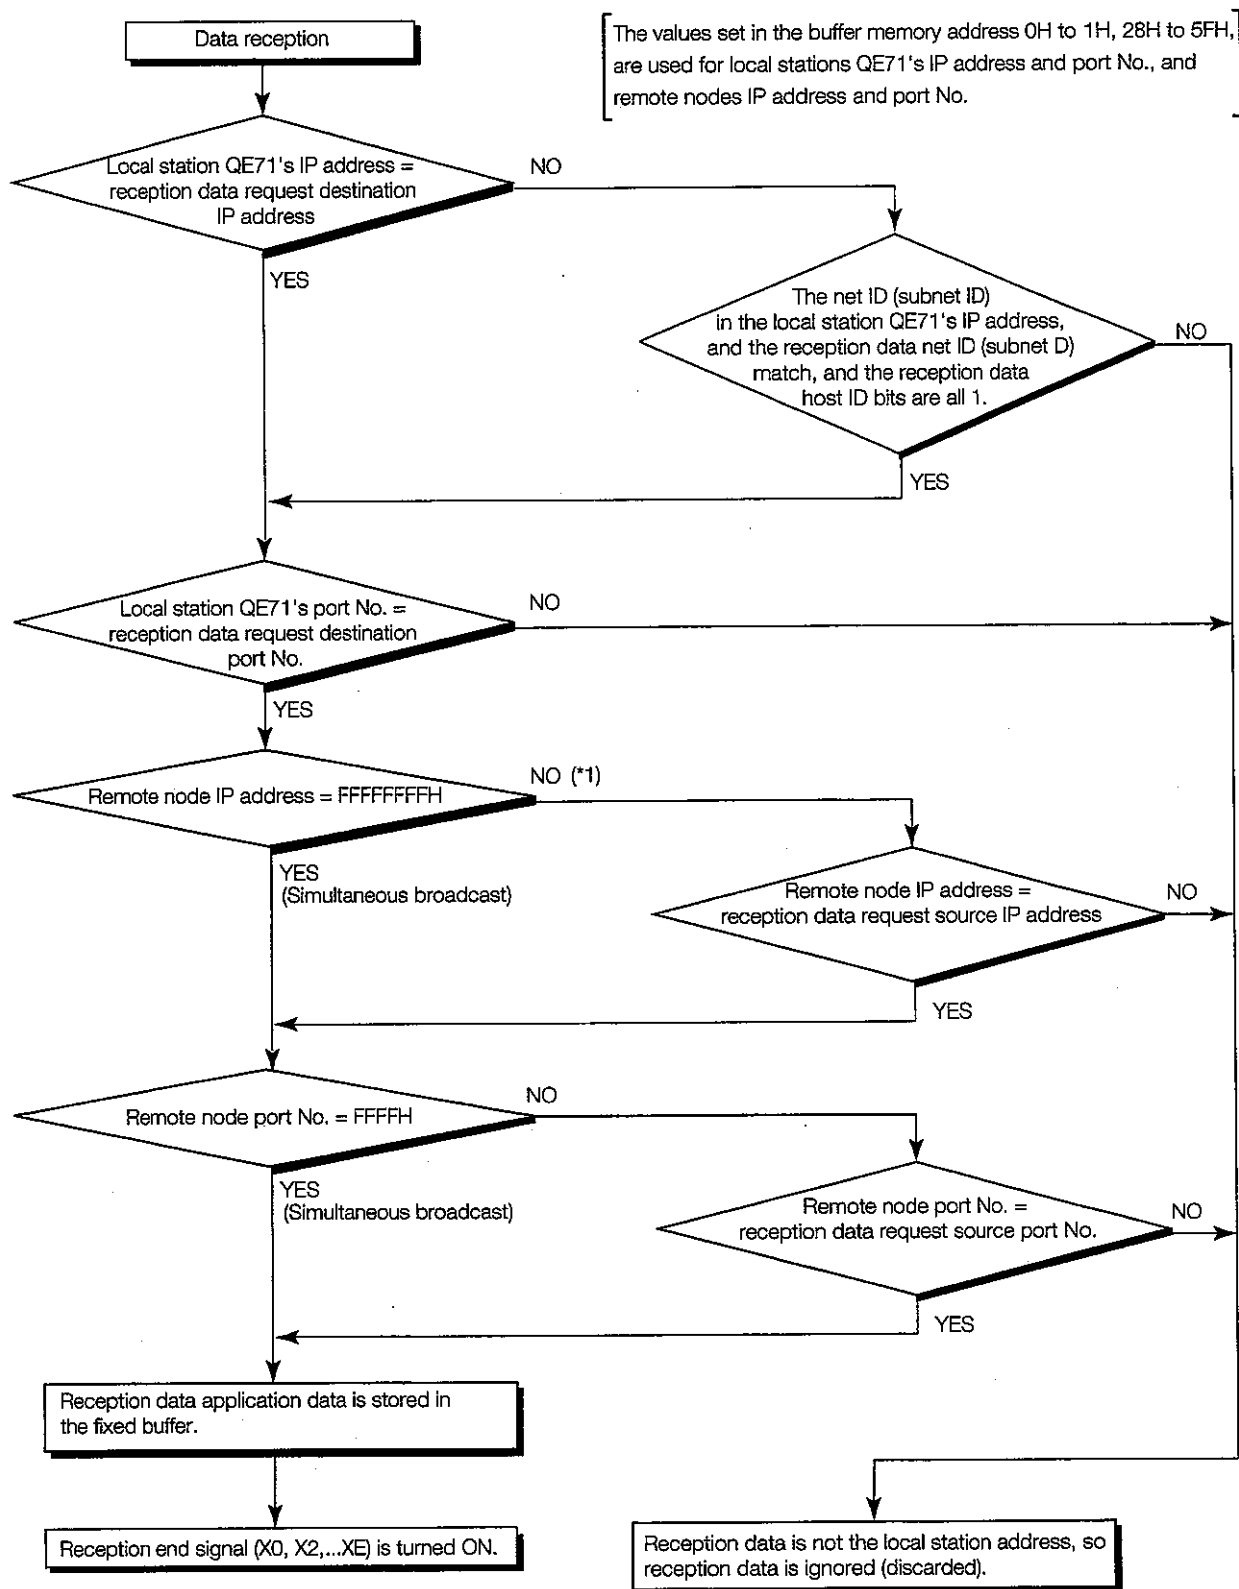 Data reception
The values set in the buffer memory address 0H to 1H, 28H to 5FH,
are used for local stations QE71's IP address and port No., and
remote nodes IP address and port No.
Local station QE71's IP address =
reception data request destination
IP address
NO
YES
The net ID (subnet ID)
in the local station QE71's IP address,
and the reception data net ID (subnet D)
match, and the reception data
host ID bits are all 1.
NO
YES
Local station QE71's port No. =
reception data request destination
port No.
NO
YES
Remote node IP address = FFFFFFFFH
NO (*1)
YES
(Simultaneous broadcast)
Remote node IP address =
reception data request source IP address
NO
YES
Remote node port No. = FFFFH
NO
YES
(Simultaneous broadcast)
Remote node port No. =
reception data request source port No.
NO
YES
Reception data application data is stored in
the fixed buffer.
Reception end signal (X0, X2,...XE) is turned ON.
Reception data is not the local station address, so
reception data is ignored (discarded).